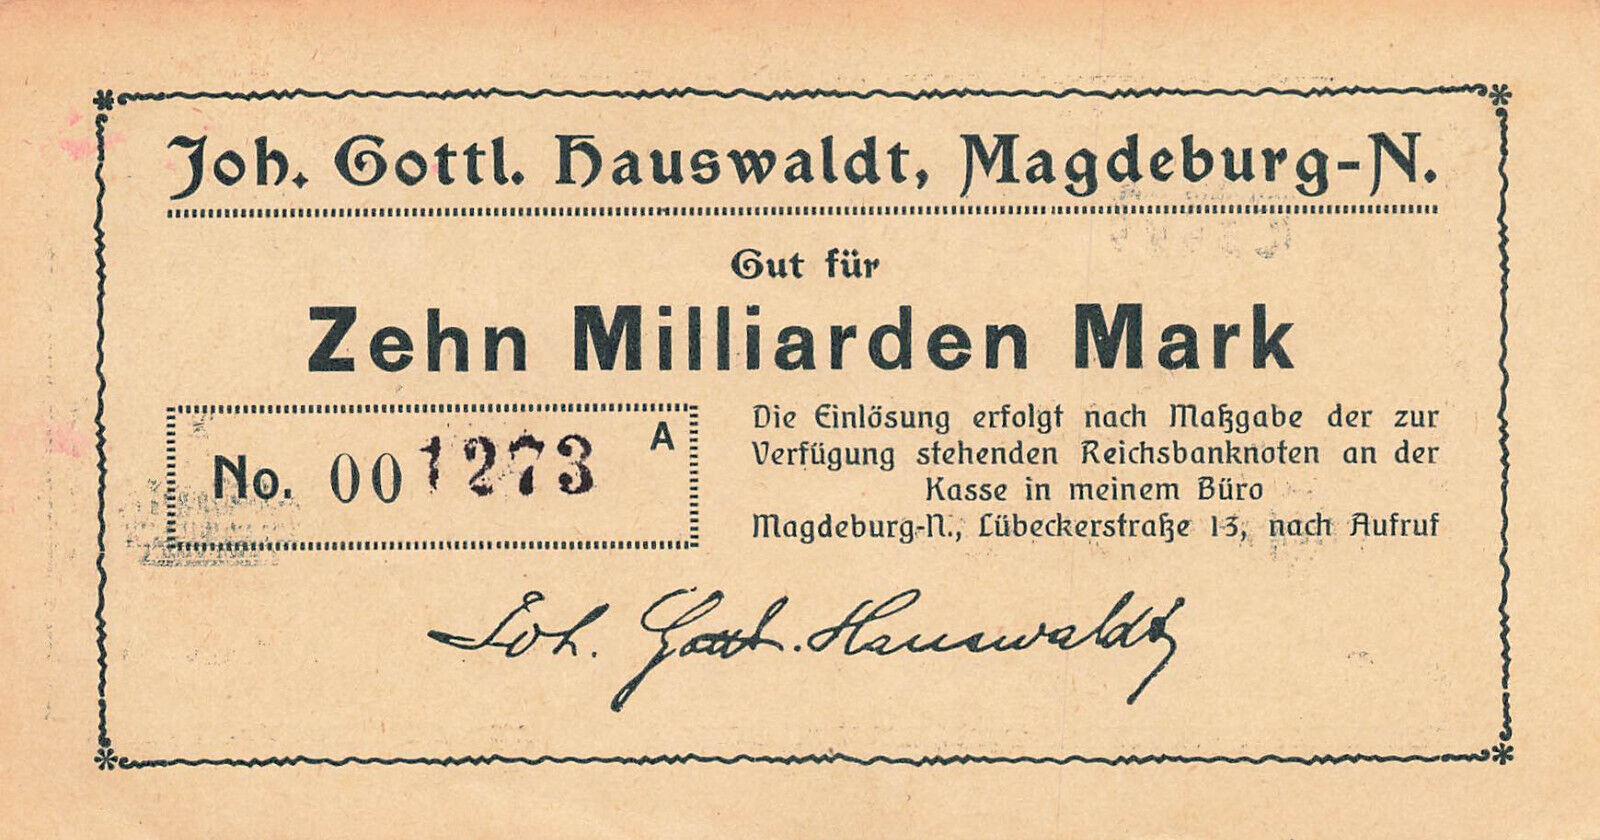 Joh. Gottl. Hauswaldt, Magdeburg-N.
Gut für
Zehn Milliarden Mark
No. 001273 A
Die Einlösung erfolgt nach Maßgabe der zur
Verfügung stehenden Reichsbanknoten an der
Kasse in meinem Büro
Magdeburg-N., Lübeckerstraße 13, nach Aufruf
Joh. Gottl. Hauswaldt